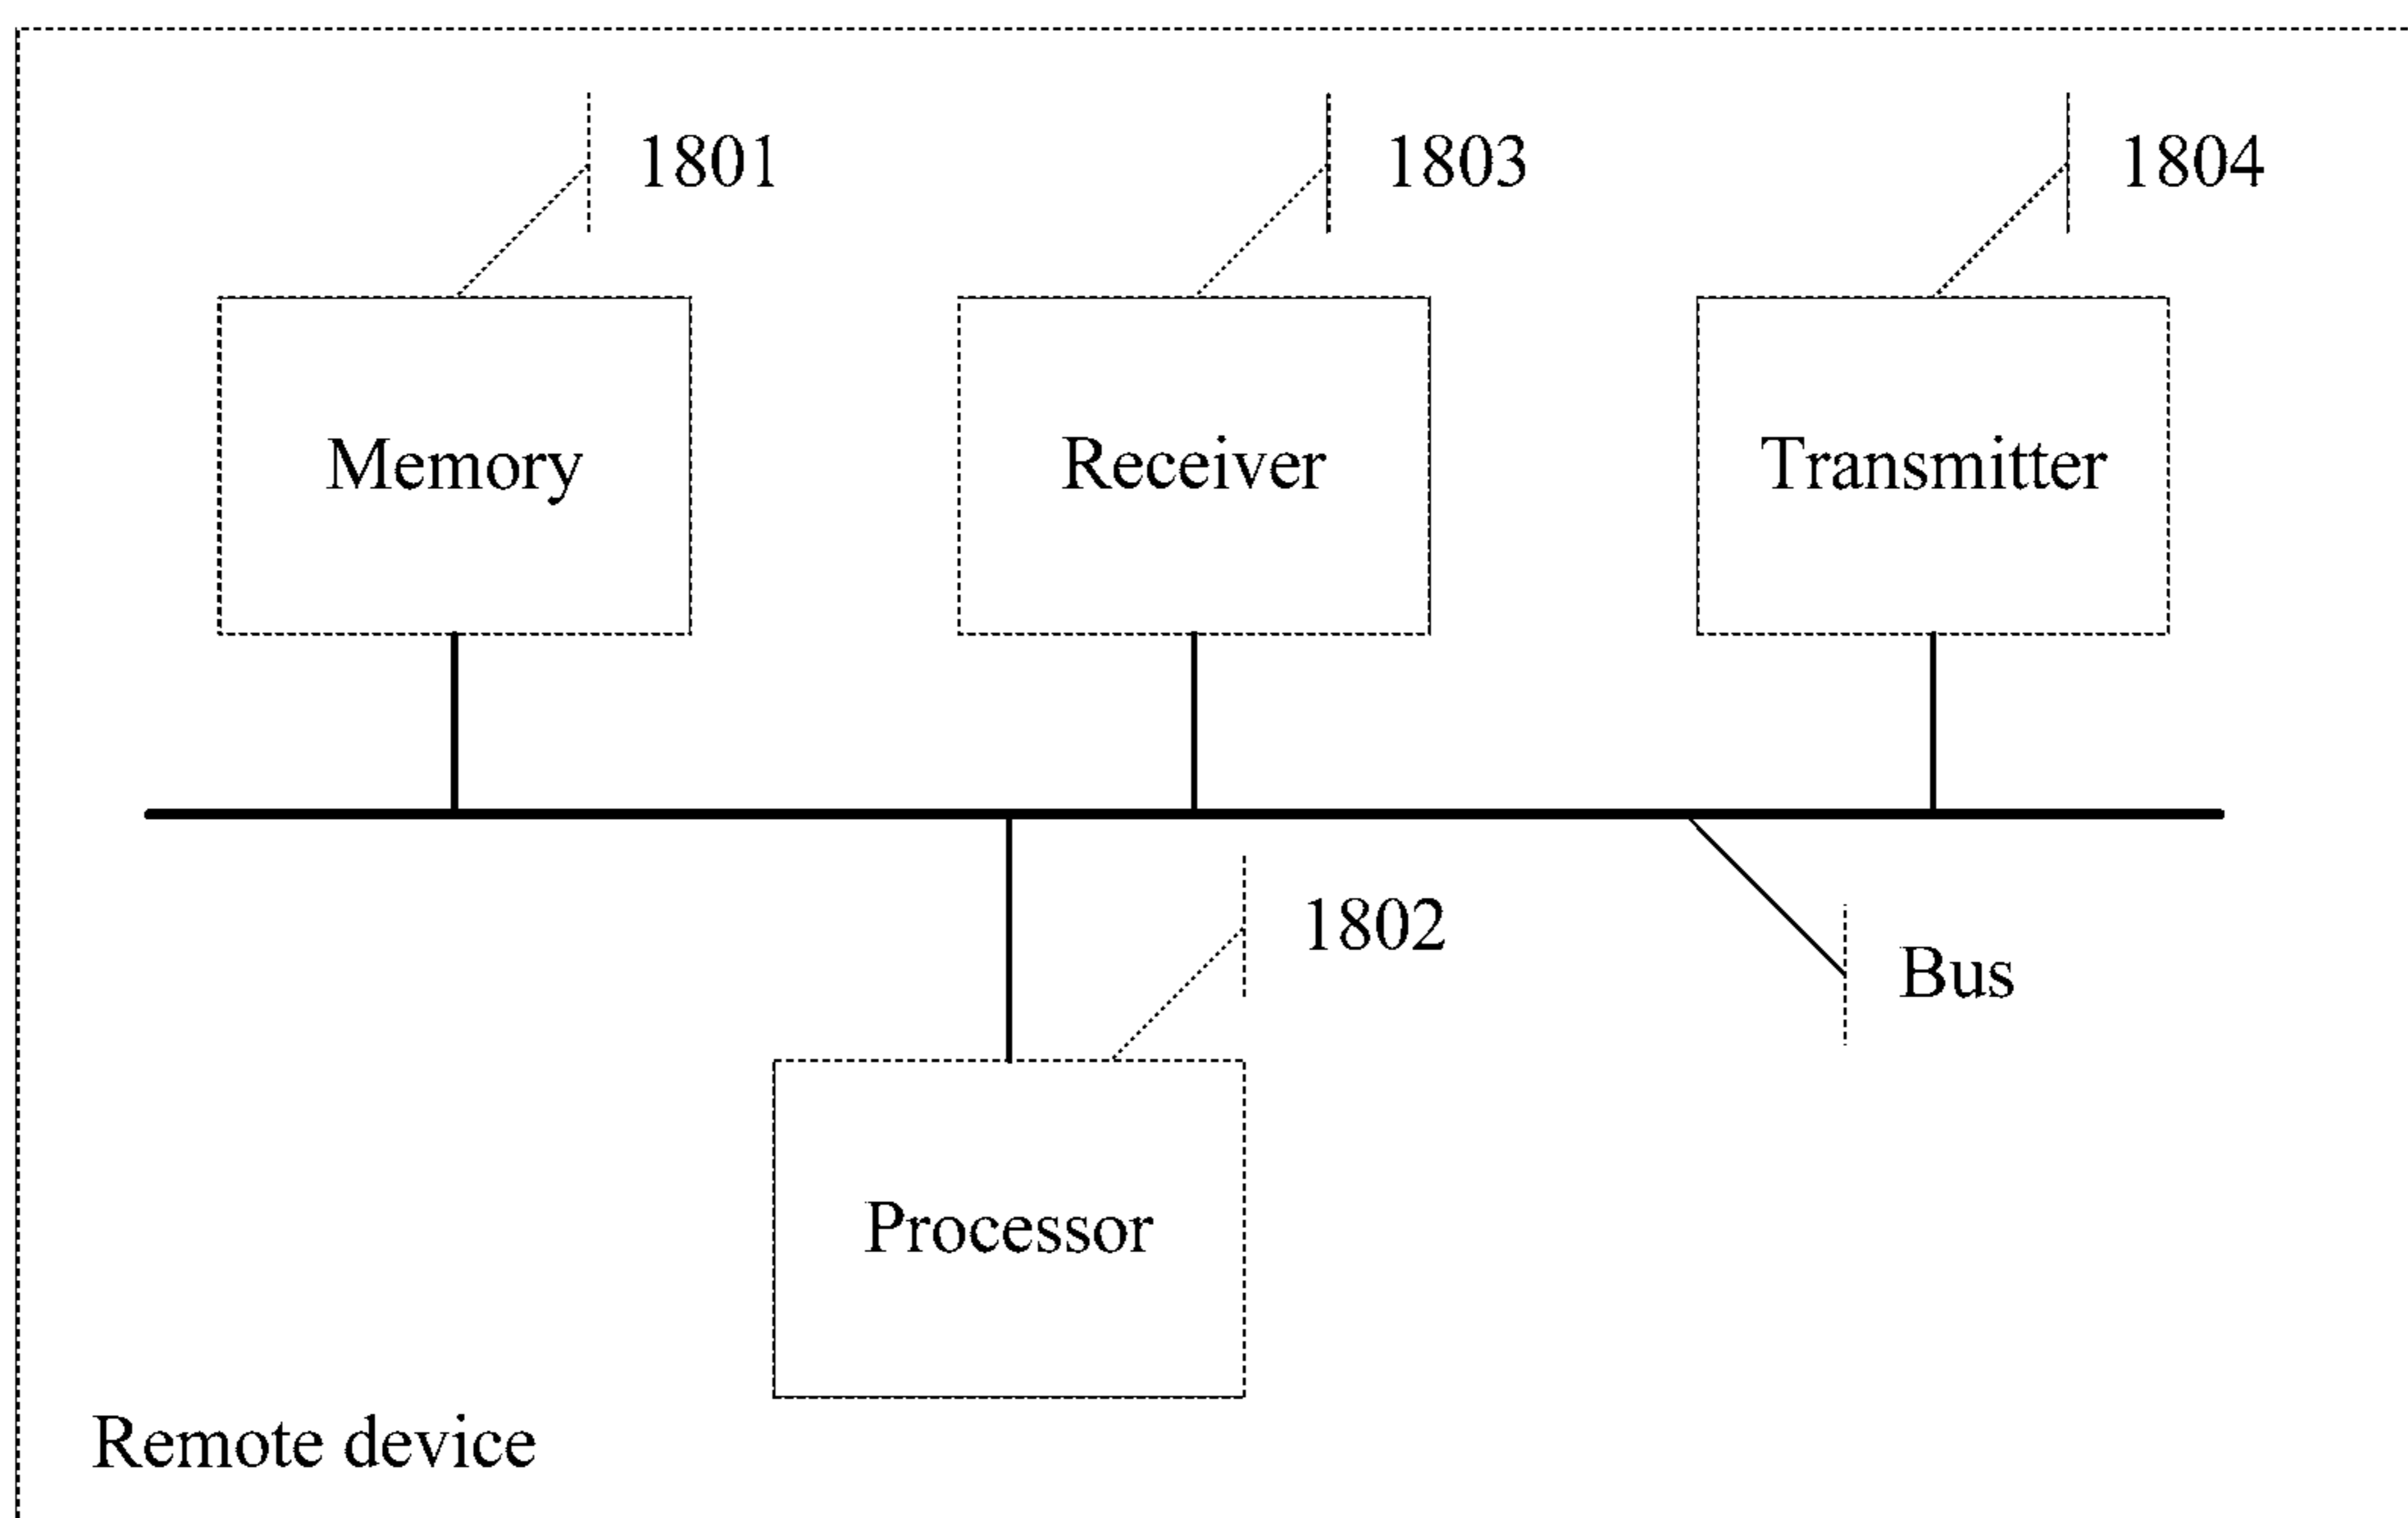 1801
1803
1804
Memory
Receiver
Transmitter
1802
Bus
Processor
Remote device